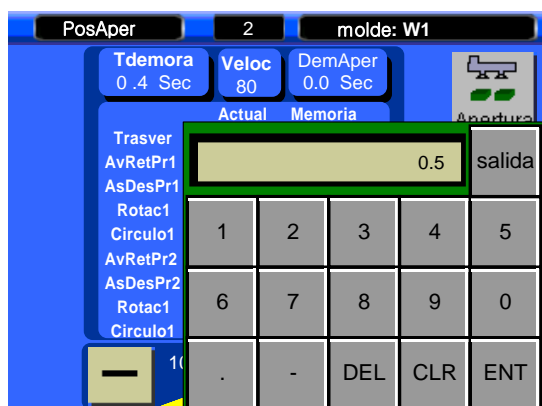 PosAper 2 molde: W1
Tdemora Veloc DemAper
0 .4 Sec 80 0.0 Sec
Actual Memoria
Apertura
Trasver
AvRetPr1
AsDesPr1
Rotac1
Circulo1
AvRetPr2
AsDesPr2
Rotac1
Circulo1
0.5 salida
1 2 3 4 5
6 7 8 9 0
. - DEL CLR ENT
10